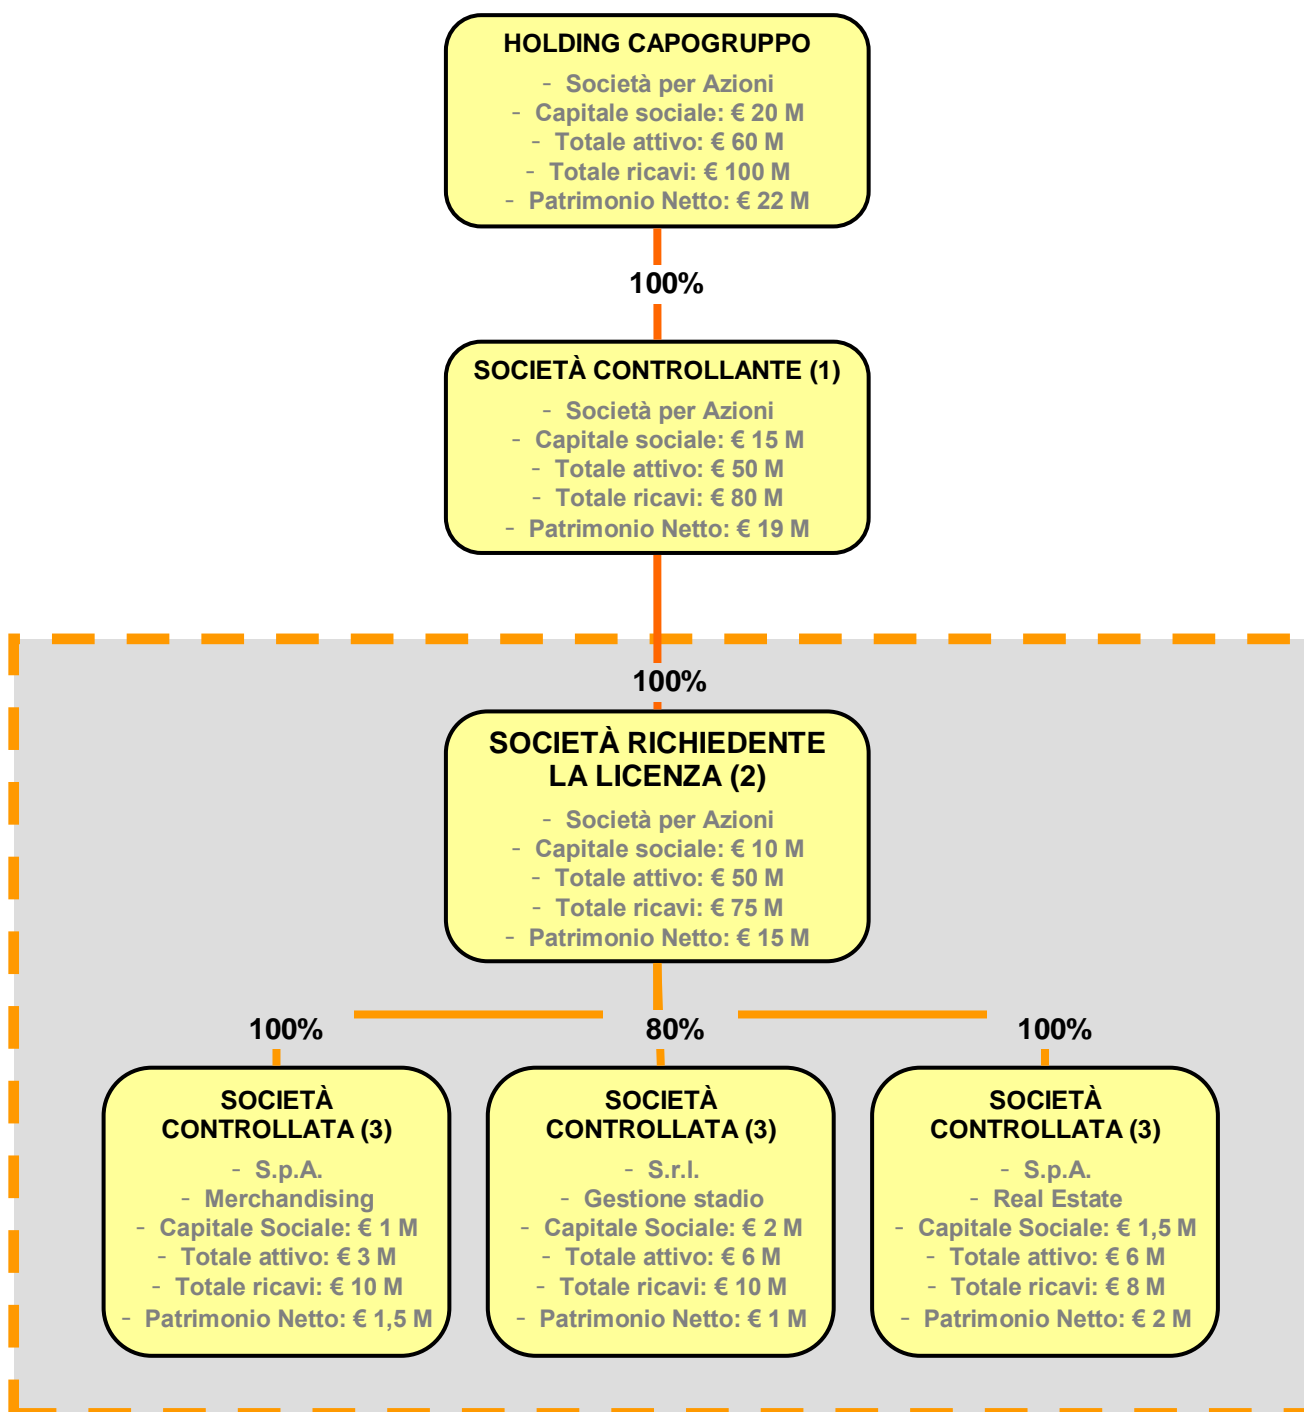 HOLDING CAPOGRUPPO
- Società per Azioni
- Capitale sociale: € 20 M
- Totale attivo: € 60 M
- Totale ricavi: € 100 M
- Patrimonio Netto: € 22 M
100%
SOCIETÀ CONTROLLANTE (1)
- Società per Azioni
- Capitale sociale: € 15 M
- Totale attivo: € 50 M
- Totale ricavi: € 80 M
- Patrimonio Netto: € 19 M
100%
SOCIETÀ RICHIEDENTE
LA LICENZA (2)
- Società per Azioni
- Capitale sociale: € 10 M
- Totale attivo: € 50 M
- Totale ricavi: € 75 M
- Patrimonio Netto: € 15 M
100%
SOCIETÀ
CONTROLLATA (3)
- S.p.A.
- Merchandising
- Capitale Sociale: € 1 M
- Totale attivo: € 3 M
- Totale ricavi: € 10 M
- Patrimonio Netto: € 1,5 M
80%
SOCIETÀ
CONTROLLATA (3)
- S.r.l.
- Gestione stadio
- Capitale Sociale: € 2 M
- Totale attivo: € 6 M
- Totale ricavi: € 10 M
- Patrimonio Netto: € 1 M
100%
SOCIETÀ
CONTROLLATA (3)
- S.p.A.
- Real Estate
- Capitale Sociale: € 1,5 M
- Totale attivo: € 6 M
- Totale ricavi: € 8 M
- Patrimonio Netto: € 2 M